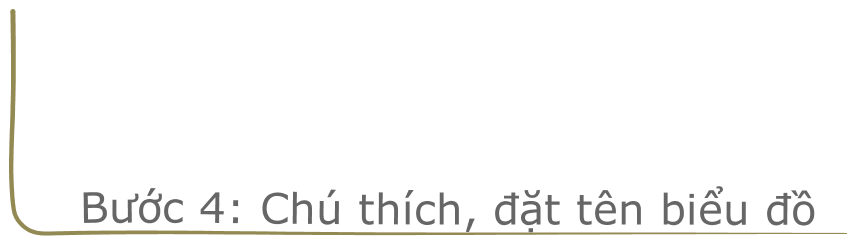 Bước 4: Chú thích, đặt tên biểu đồ